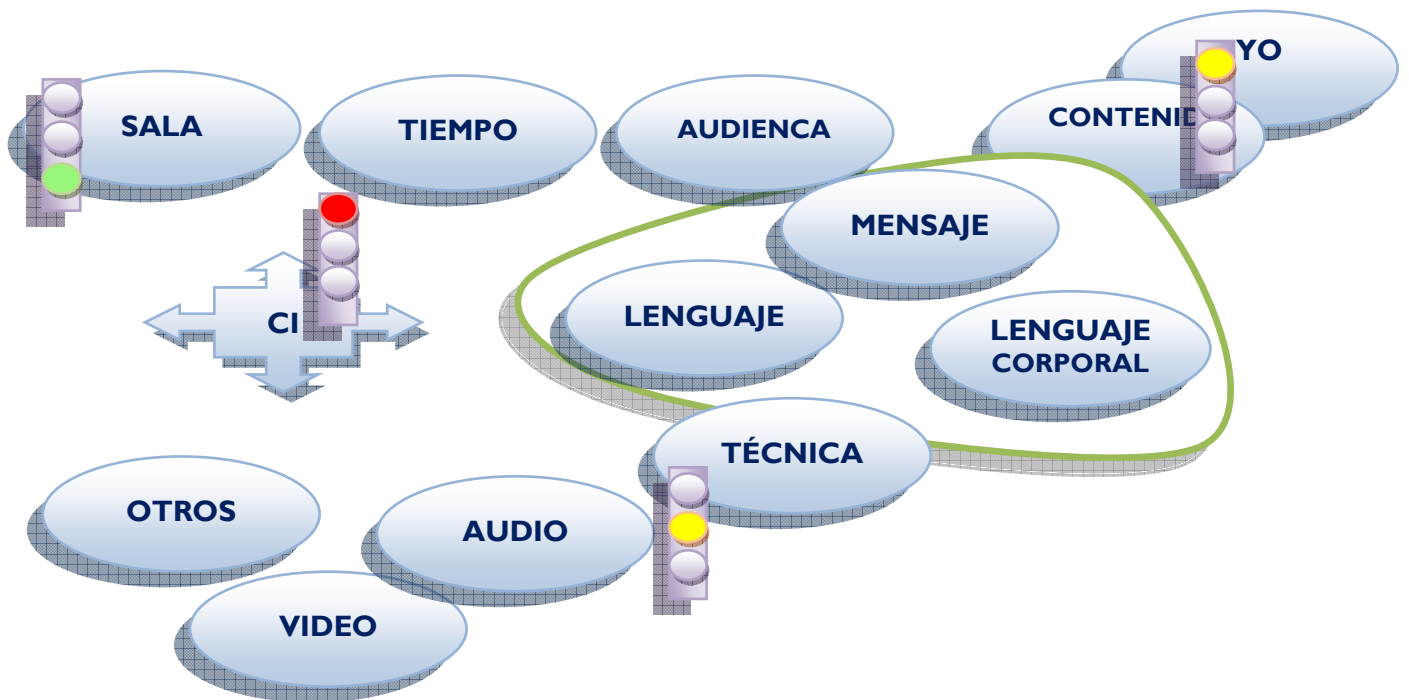 YO
SALA
TIEMPO
AUDIENCA
CONTENID
MENSAJE
LENGUAJE
CI
LENGUAJE
CORPORAL
TÉCNICA
OTROS
AUDIO
VIDEO